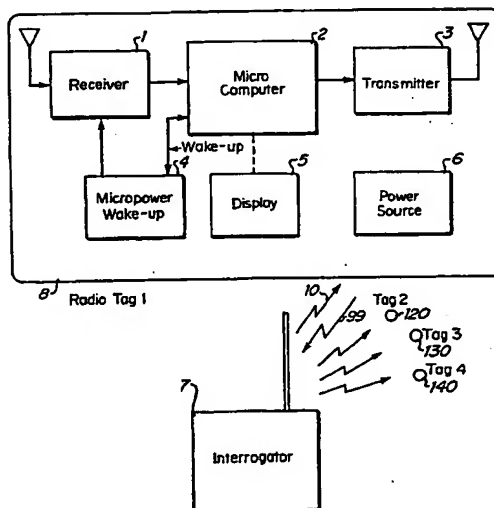 1
2
3
Receiver
Micro
Computer
Transmitter
Wake-up
4
5
6
Micropower
Wake-up
Display
Power
Source
8
Radio Tag 1
10
99
Tag 2
120
Tag 3
130
Tag 4
140
7
Interrogator